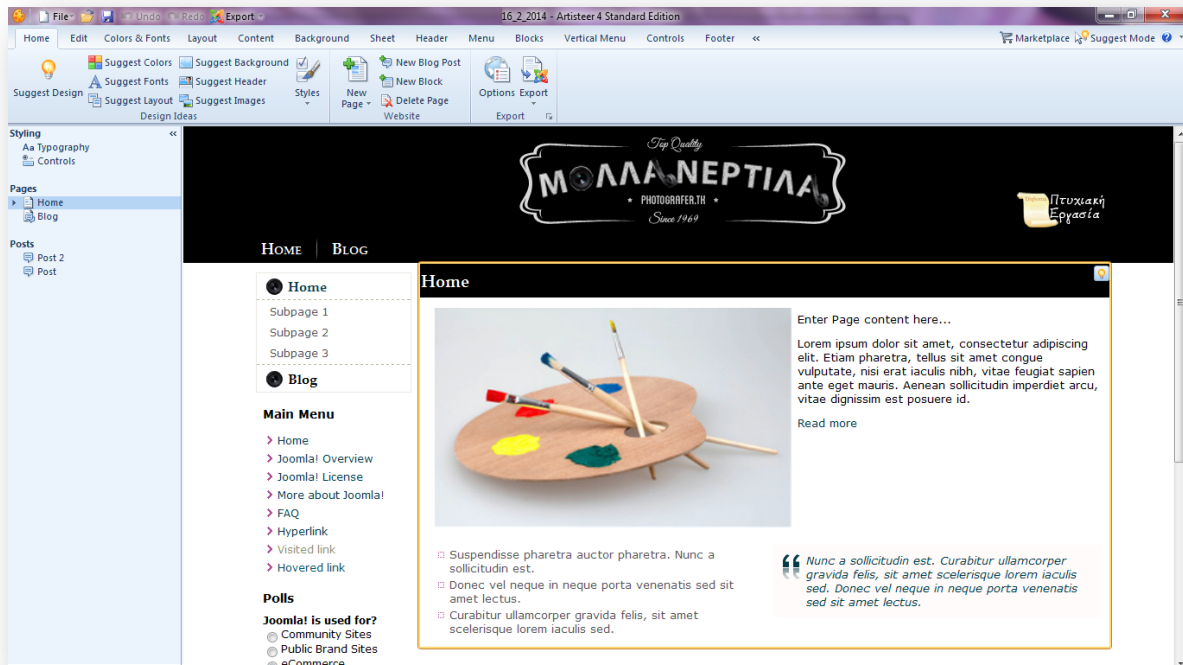 File Undo Redo Export 16_2_2014 - Artisteer 4 Standard Edition
Home Edit Colors & Fonts Layout Content Background Sheet Header Menu Blocks Vertical Menu Controls Footer « Marketplace Suggest Mode
Suggest Design
Suggest Colors Suggest Background
Suggest Fonts Suggest Header
Suggest Layout Suggest Images
Design Ideas
Styles
New Page
New Blog Post
New Block
Delete Page
Website
Options Export
Export
Styling «
Aa Typography
Controls
Pages
Home
Blog
Posts
Post 2
Post
Top Quality
ΜΟΛΛΑ ΝΕΡΤΙΛΑ
PHOTOGRAFER.TK
Since 1969
Diploma
Πτυχιακή
Εργασία
Home Blog
Home
Subpage 1
Subpage 2
Subpage 3
Blog
Main Menu
Home
Joomla! Overview
Joomla! License
More about Joomla!
FAQ
Hyperlink
Visited link
Hovered link
Polls
Joomla! is used for?
Community Sites
Public Brand Sites
eCommerce
Home
Enter Page content here...
Lorem ipsum dolor sit amet, consectetur adipiscing
elit. Etiam pharetra, tellus sit amet congue
vulputate, nisi erat iaculis nibh, vitae feugiat sapien
ante eget mauris. Aenean sollicitudin imperdiet arcu,
vitae dignissim est posuere id.
Read more
Suspendisse pharetra auctor pharetra. Nunc a
sollicitudin est.
Donec vel neque in neque porta venenatis sed sit
amet lectus.
Curabitur ullamcorper gravida felis, sit amet
scelerisque lorem iaculis sed.
Nunc a sollicitudin est. Curabitur ullamcorper
gravida felis, sit amet scelerisque lorem iaculis
sed. Donec vel neque in neque porta venenatis
sed sit amet lectus.